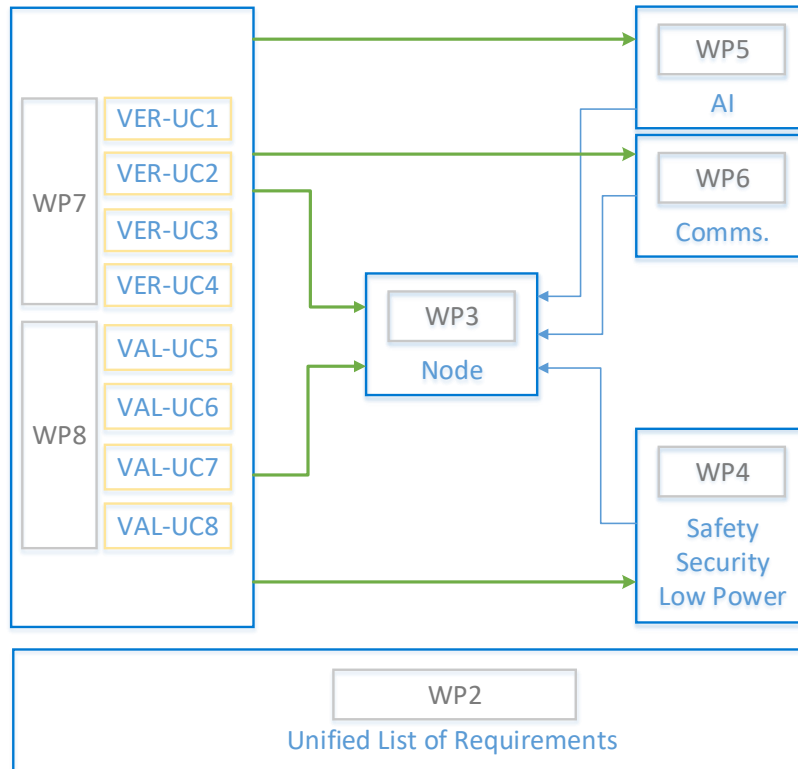 WP7
VER-UC1
VER-UC2
VER-UC3
VER-UC4
WP8
VAL-UC5
VAL-UC6
VAL-UC7
VAL-UC8
WP3
Node
WP5
AI
WP6
Comms.
WP4
Safety
Security
Low Power
WP2
Unified List of Requirements